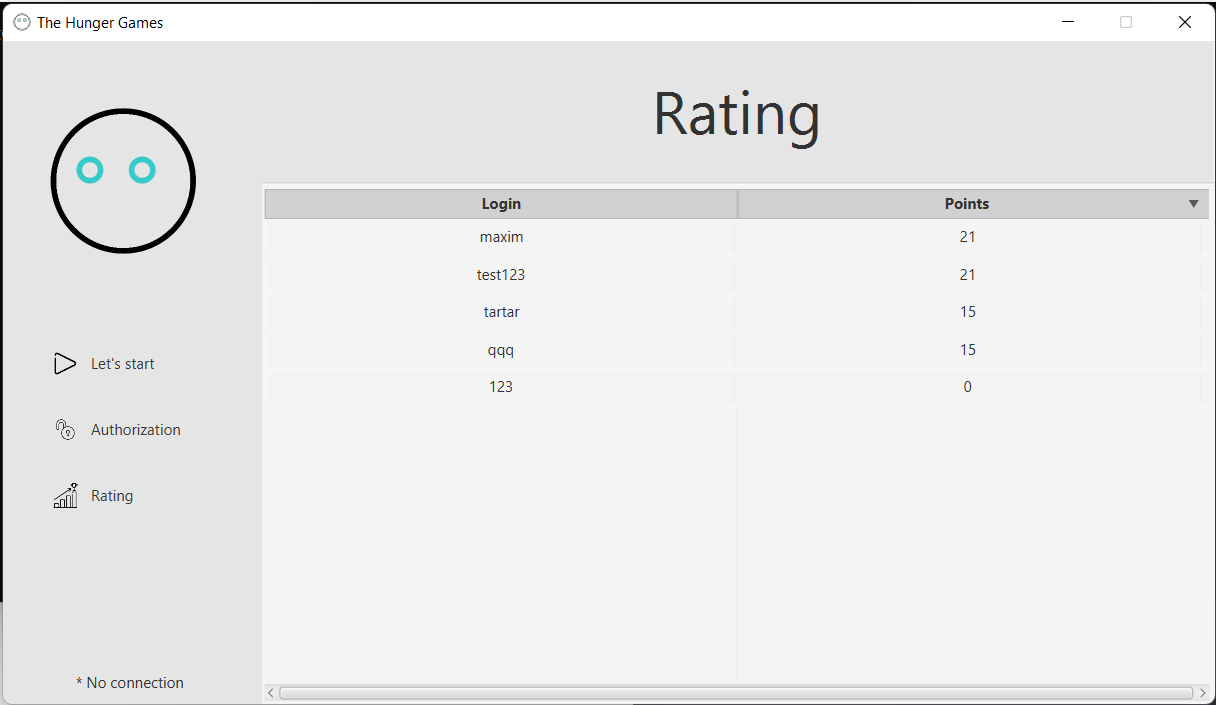 The Hunger Games
Rating
Login Points
maxim 21
test123 21
tartar 15
qqq 15
123 0
Let's start
Authorization
Rating
* No connection